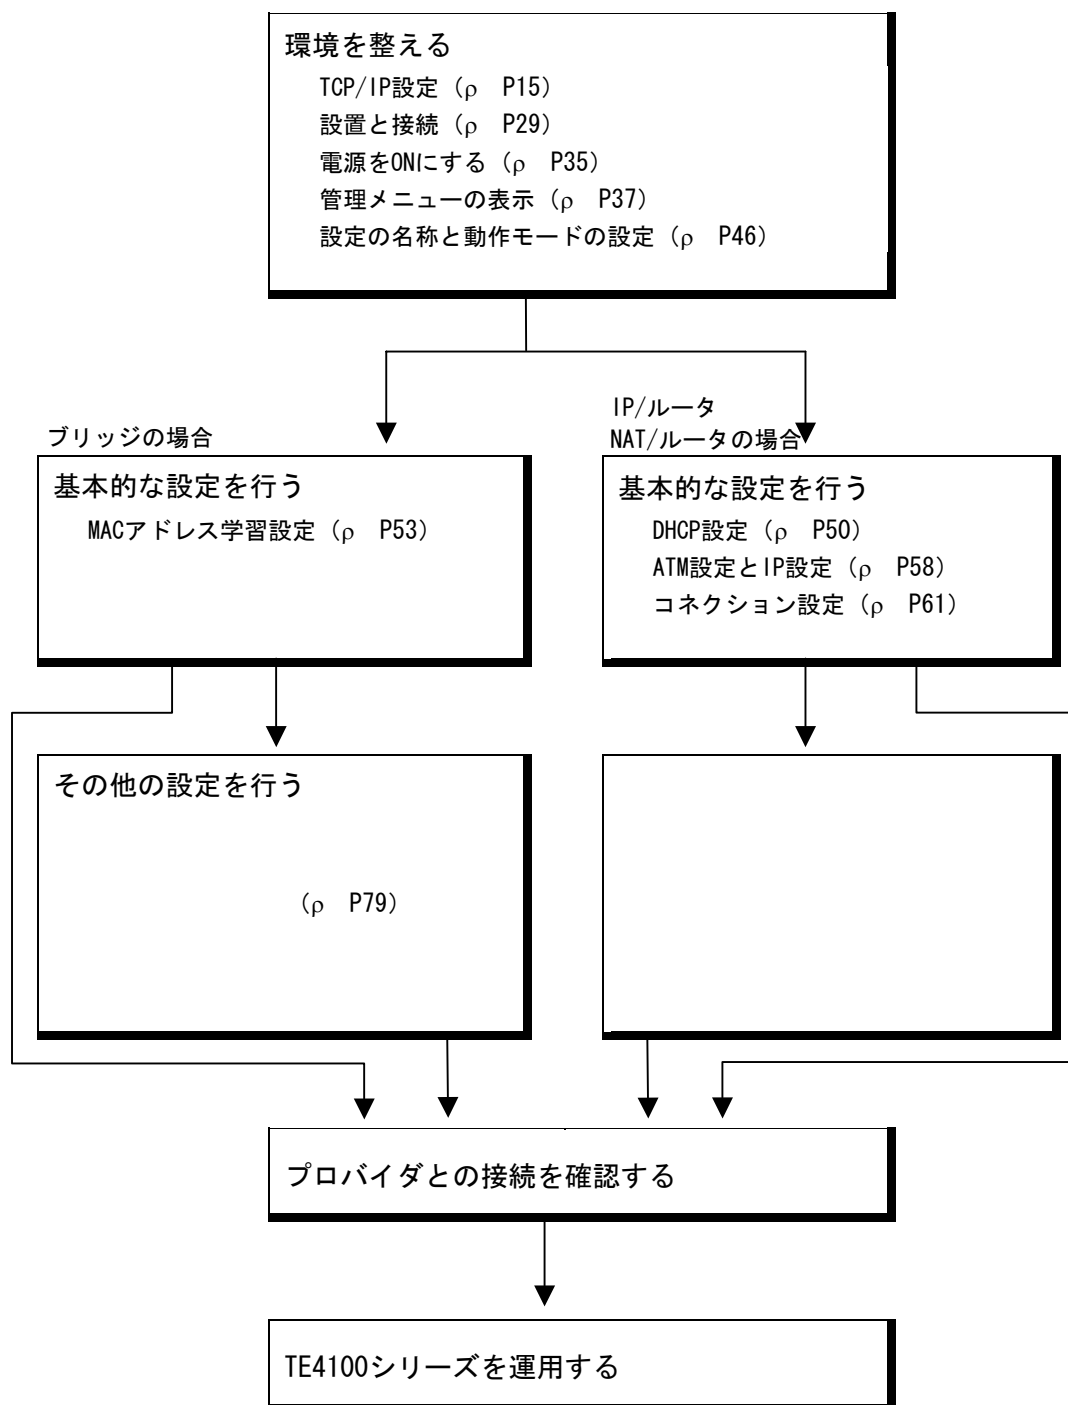 環境を整える
TCP/IP設定（ρ　P15）
設置と接続（ρ　P29）
電源をONにする（ρ　P35）
管理メニューの表示（ρ　P37）
設定の名称と動作モードの設定（ρ　P46）
ブリッジの場合
基本的な設定を行う
MACアドレス学習設定（ρ　P53）
IP/ルータ
NAT/ルータの場合
基本的な設定を行う
DHCP設定（ρ　P50）
ATM設定とIP設定（ρ　P58）
コネクション設定（ρ　P61）
その他の設定を行う
（ρ　P79）
プロバイダとの接続を確認する
TE4100シリーズを運用する